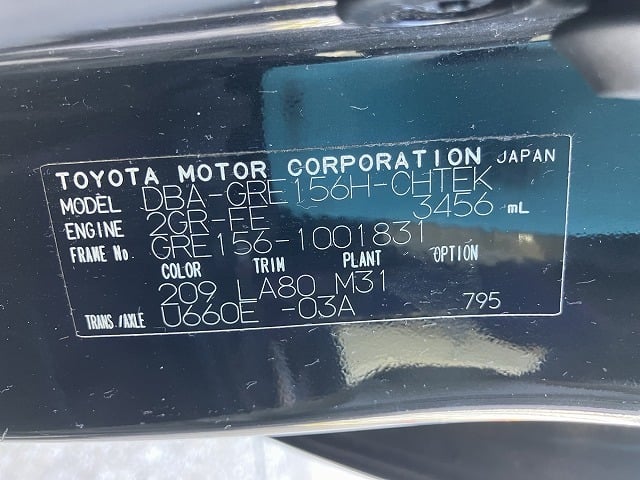 TOYOTA MOTOR CORPORATION JAPAN
MODEL DBA-GRE156H-CHTEK
ENGINE 2GR-FE 3456 mL
FRAME No. GRE156-1001831
COLOR TRIM PLANT OPTION
209 LA80 M31
TRANS./AXLE U660E -03A 795